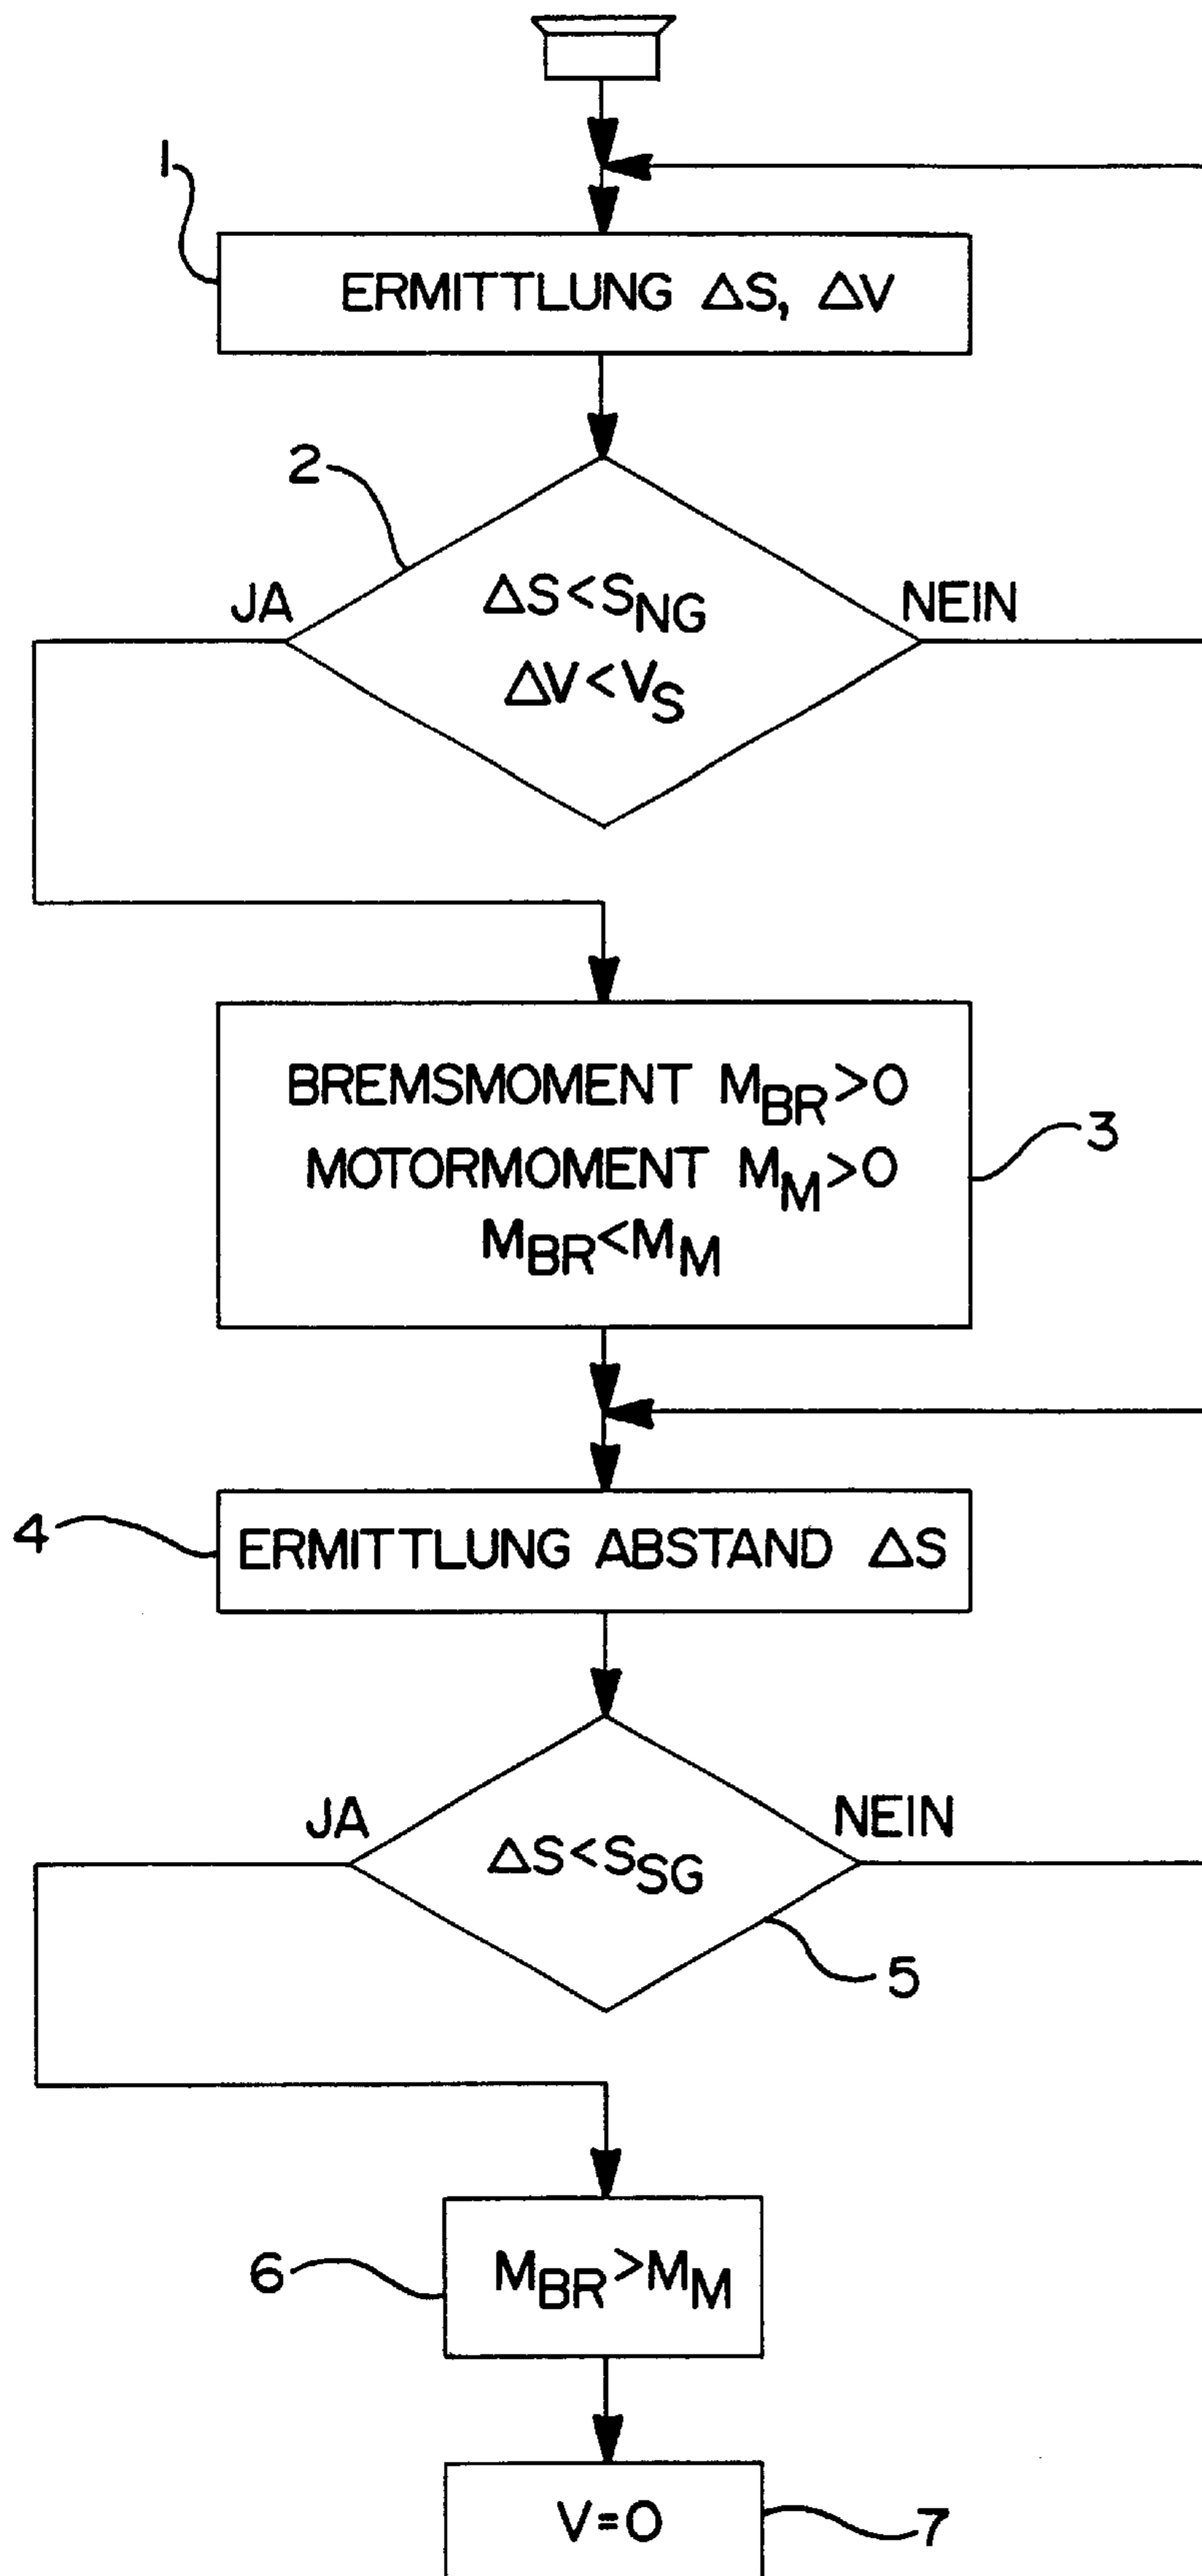 1
ERMITTLUNG ΔS, ΔV
2
JA
ΔS<S_NG
NEIN
ΔV<V_S
BREMSMOMENT M_BR>0
MOTORMOMENT M_M>0
M_BR<M_M
3
4
ERMITTLUNG ABSTAND ΔS
JA
ΔS<S_SG
NEIN
5
6
M_BR>M_M
V=0
7